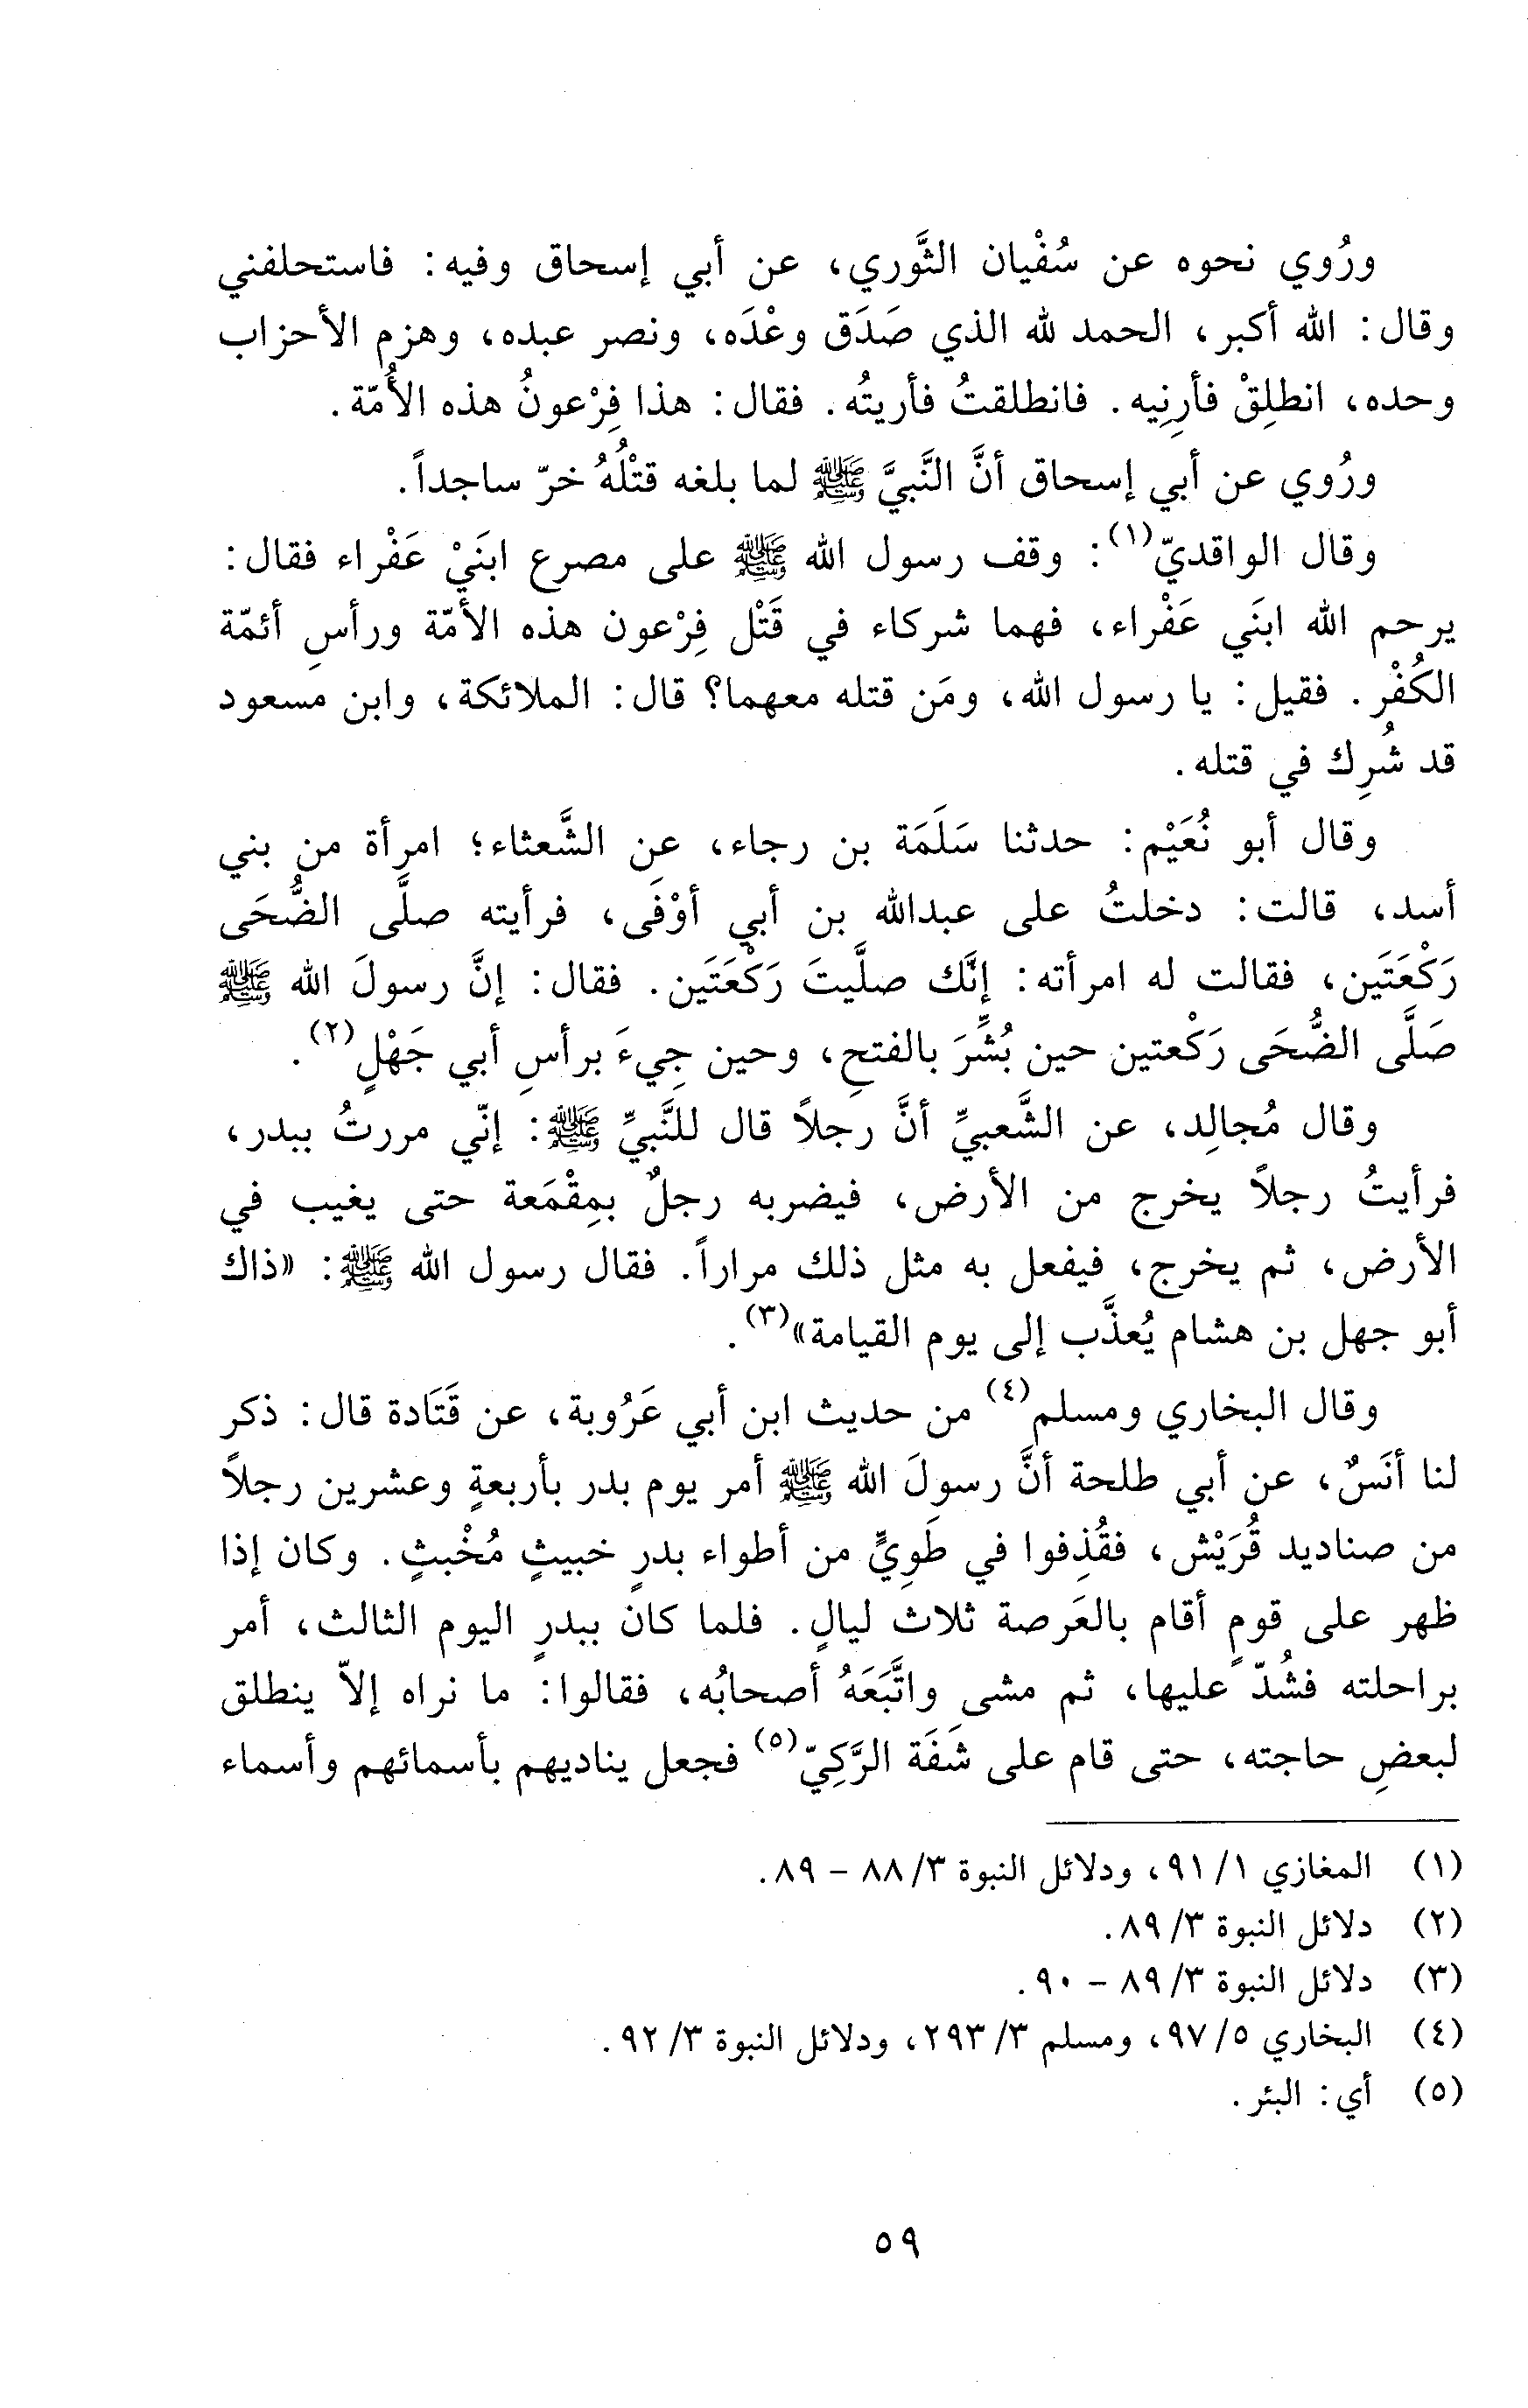 ورُوي نحوه عن سُفْيان الثَّوري، عن أبي إسحاق وفيه: فاستحلفني
وقال: الله أكبر، الحمد لله الذي صَدَق وعْدَه، ونصر عبده، وهزم الأحزاب
وحده، انطلِقْ فأرِنِيه. فانطلقتُ فأريتُه. فقال: هذا فِرْعونُ هذه الأُمّة.
ورُوي عن أبي إسحاق أنَّ النَّبيَّ ﷺ لما بلغه قتْلُهُ خرّ ساجداً.
وقال الواقديّ(١): وقف رسول الله ﷺ على مصرع ابنَيْ عَفْراء فقال:
يرحم الله ابنَي عَفْراء، فهما شركاء في قَتْل فِرْعون هذه الأمّة ورأسِ أئمّة
الكُفْر. فقيل: يا رسول الله، ومَن قتله معهما؟ قال: الملائكة، وابن مسعود
قد شُرِك في قتله.
وقال أبو نُعَيْم: حدثنا سَلَمَة بن رجاء، عن الشَّعثاء؛ امرأة من بني
أسد، قالت: دخلتُ على عبدالله بن أبي أوْفَى، فرأيته صلَّى الضُّحَى
رَكْعَتَين، فقالت له امرأته: إنَّك صلَّيتَ رَكْعَتَين. فقال: إنَّ رسولَ الله ﷺ
صَلَّى الضُّحَى رَكْعتين حين بُشِّرَ بالفتحِ، وحين جِيءَ برأسِ أبي جَهْلٍ(٢).
وقال مُجالِد، عن الشَّعبيِّ أنَّ رجلاً قال للنَّبيِّ ﷺ: إنّي مررتُ ببدر،
فرأيتُ رجلاً يخرج من الأرض، فيضربه رجلٌ بمِقْمَعة حتى يغيب في
الأرض، ثم يخرج، فيفعل به مثل ذلك مراراً. فقال رسول الله ﷺ: «ذاك
أبو جهل بن هشام يُعذَّب إلى يوم القيامة»(٣).
وقال البخاري ومسلم(٤) من حديث ابن أبي عَرُوبة، عن قَتَادة قال: ذكر
لنا أنَسٌ، عن أبي طلحة أنَّ رسولَ الله ﷺ أمر يوم بدر بأربعةٍ وعشرين رجلاً
من صناديد قُرَيْش، فقُذِفوا في طَوِيٍّ من أطواء بدرٍ خبيثٍ مُخْبثٍ. وكان إذا
ظهر على قومٍ أقام بالعَرصة ثلاث ليالٍ. فلما كان ببدرٍ اليوم الثالث، أمر
براحلته فشُدّ عليها، ثم مشى واتَّبَعَهُ أصحابُه، فقالوا: ما نراه إلاّ ينطلق
لبعضِ حاجته، حتى قام على شَفَة الرَّكِيّ(٥) فجعل يناديهم بأسمائهم وأسماء
(١) المغازي ١/ ٩١، ودلائل النبوة ٣/ ٨٨ - ٨٩.
(٢) دلائل النبوة ٣/ ٨٩.
(٣) دلائل النبوة ٣/ ٨٩ - ٩٠.
(٤) البخاري ٥/ ٩٧، ومسلم ٣/ ٢٩٣، ودلائل النبوة ٣/ ٩٢.
(٥) أي: البئر.
٥٩